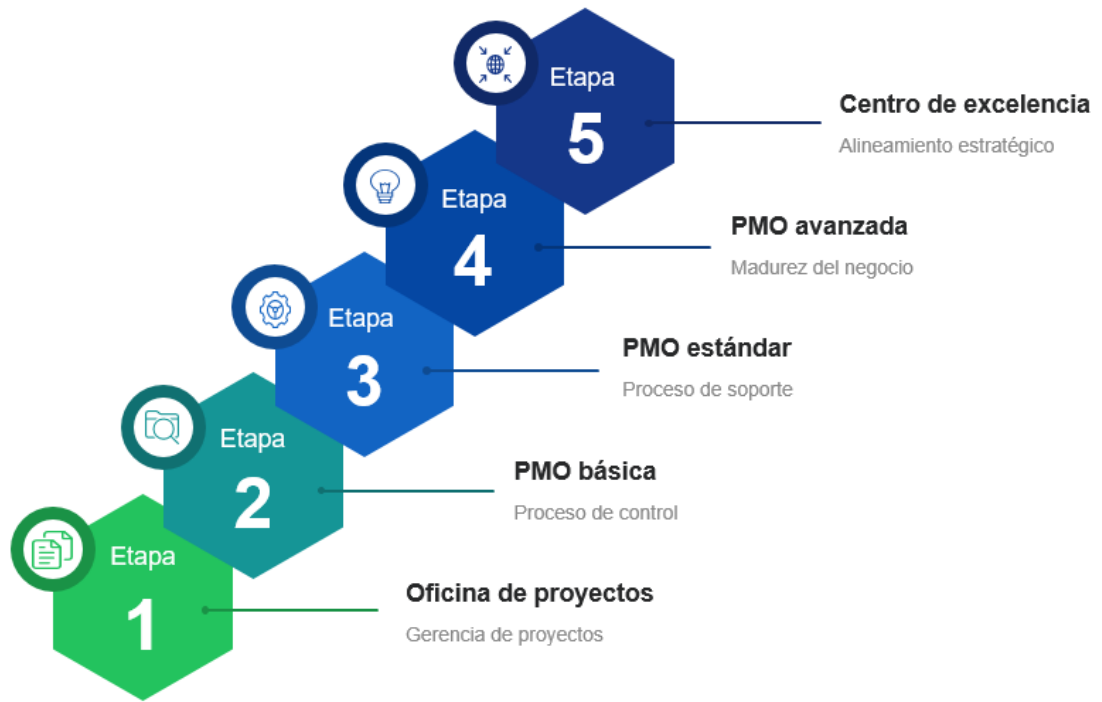 Etapa
5
Centro de excelencia
Alineamiento estratégico
Etapa
4
PMO avanzada
Madurez del negocio
Etapa
3
PMO estándar
Proceso de soporte
Etapa
2
PMO básica
Proceso de control
Etapa
1
Oficina de proyectos
Gerencia de proyectos